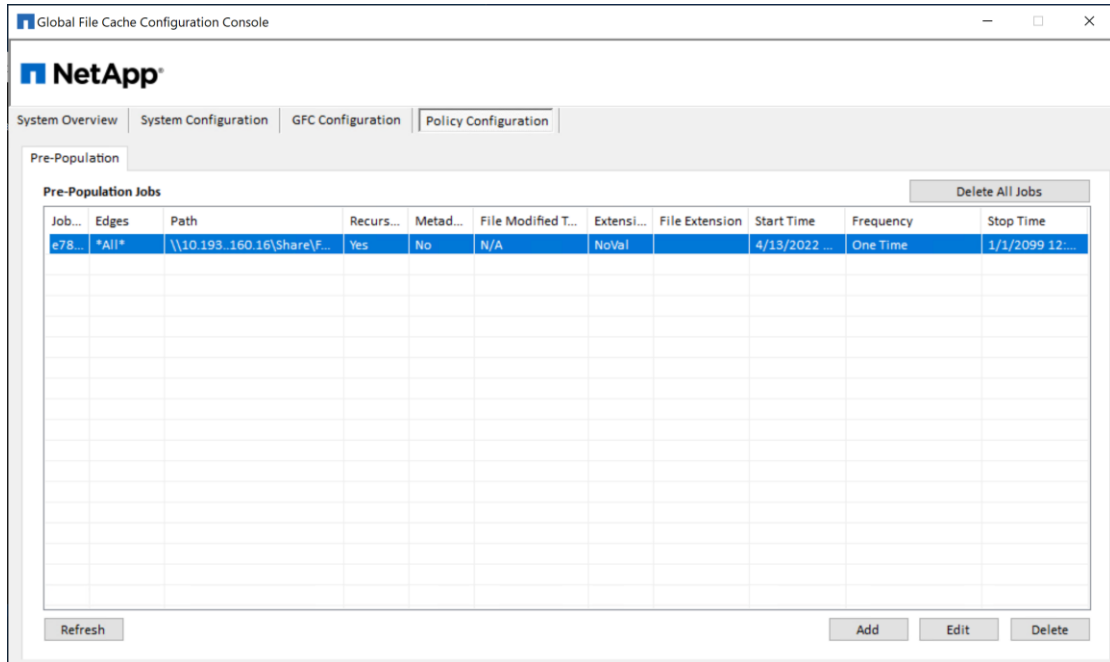 Global File Cache Configuration Console
NetApp®
System Overview System Configuration GFC Configuration Policy Configuration
Pre-Population
Pre-Population Jobs Delete All Jobs
Job... Edges Path Recurs... Metad... File Modified T... Extensi... File Extension Start Time Frequency Stop Time
e78... *All* \\10.193..160.16\Share\F... Yes No N/A NoVal 4/13/2022 ... One Time 1/1/2099 12:...
Refresh Add Edit Delete